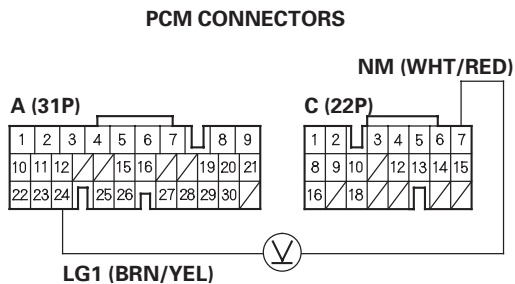 PCM CONNECTORS
NM (WHT/RED)
A (31P)
C (22P)
1 2 3 4 5 6 7 8 9
1 2 3 4 5 6 7
10 11 12 15 16 19 20 21
8 9 10 12 13 14 15
22 23 24 25 26 27 28 29 30
16 18
V
LG1 (BRN/YEL)